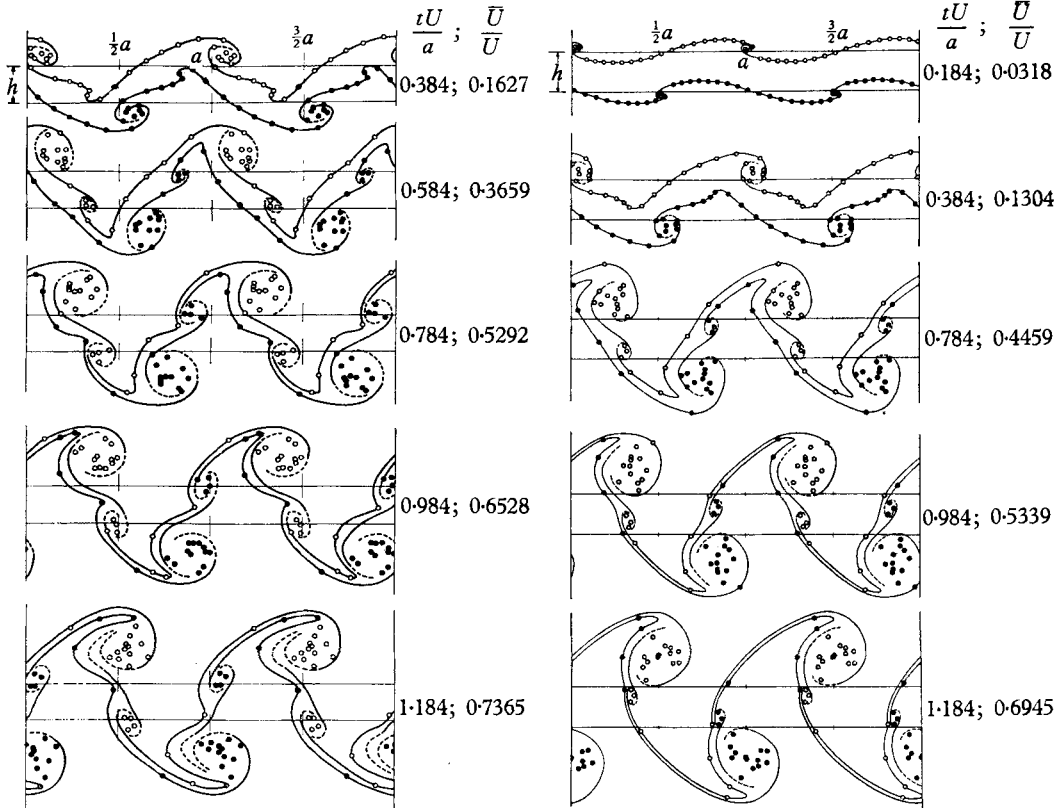 ½a
3/2 a
tU/a ; Ū/U
a
h
0·384; 0·1627
0·584; 0·3659
0·784; 0·5292
0·984; 0·6528
1·184; 0·7365
½a
3/2 a
tU/a ; Ū/U
a
h
0·184; 0·0318
0·384; 0·1304
0·784; 0·4459
0·984; 0·5339
1·184; 0·6945